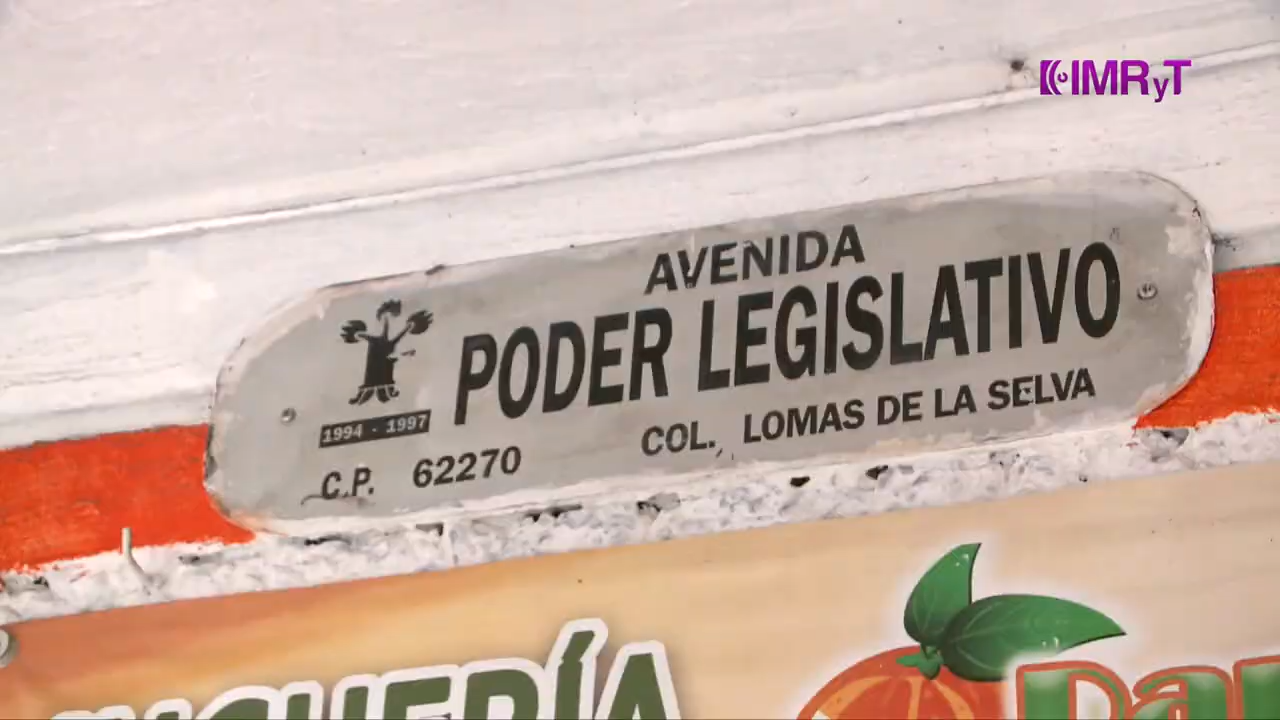 IMRyT
AVENIDA
PODER LEGISLATIVO
1994 - 1997
C.P. 62270
COL. LOMAS DE LA SELVA